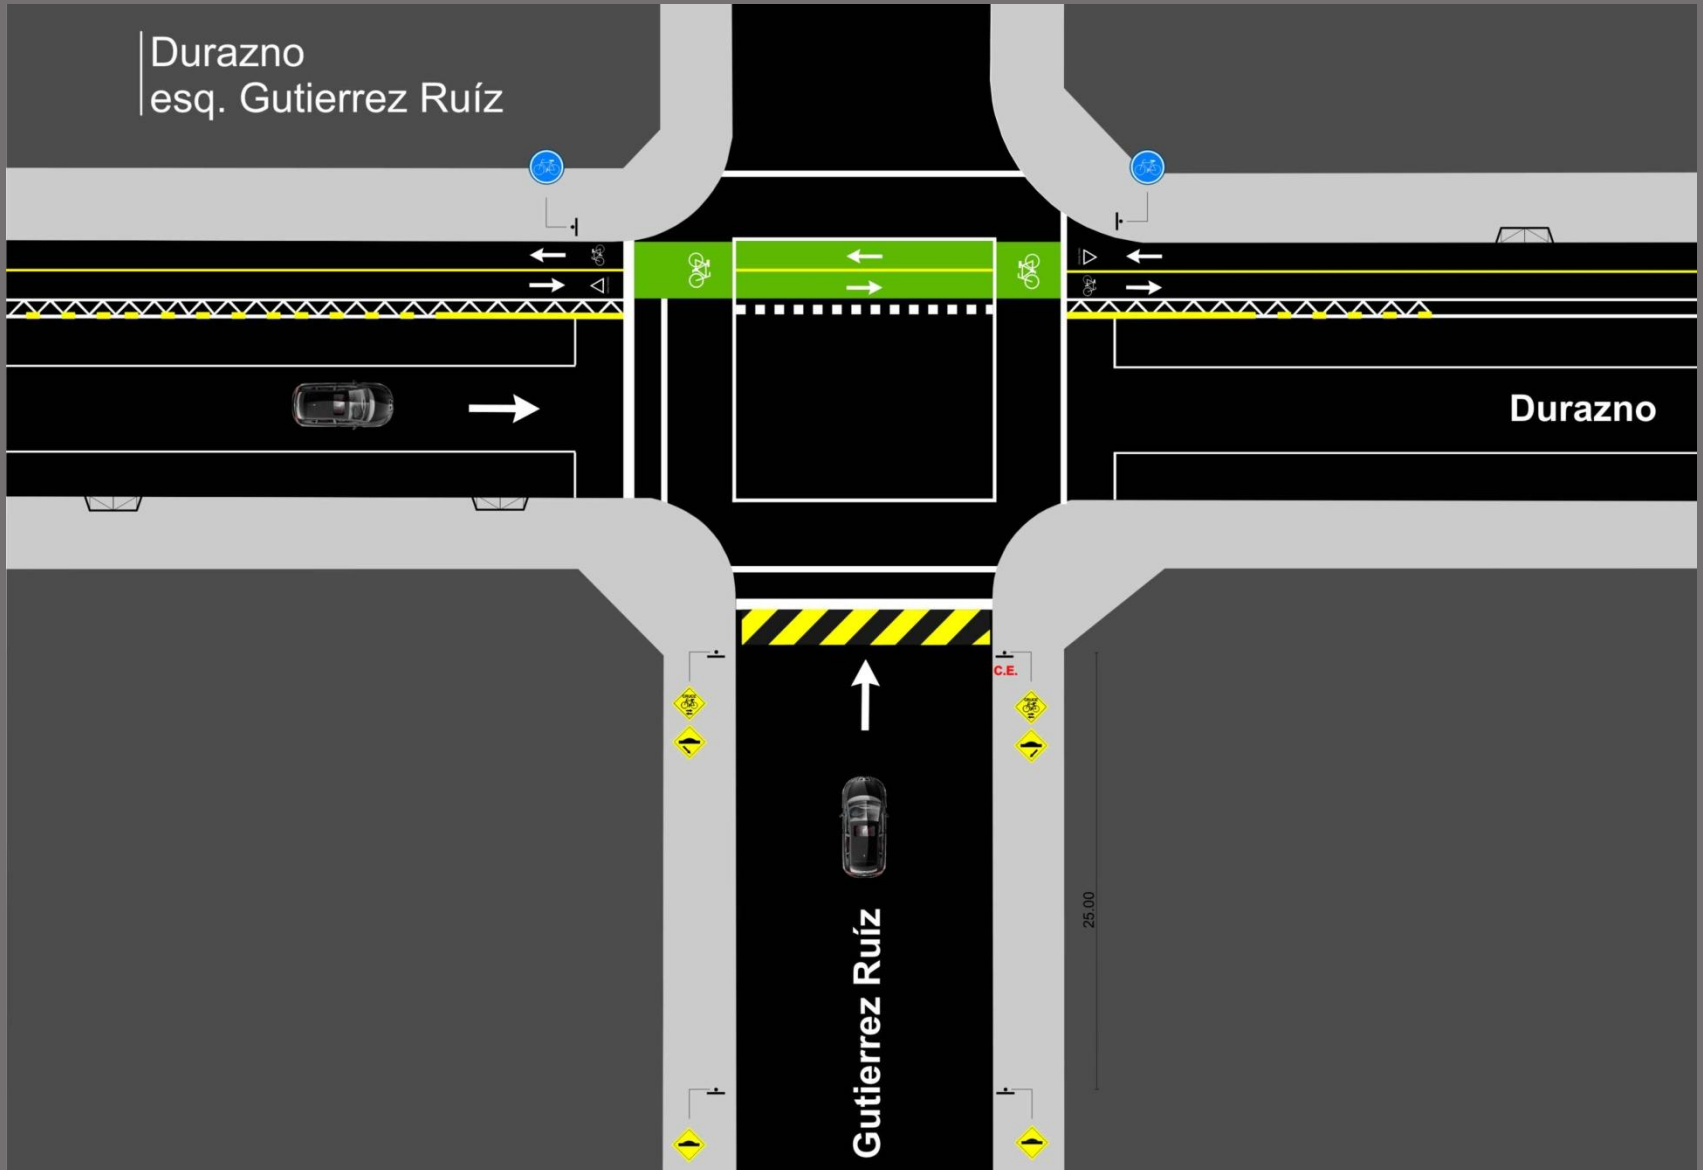 Durazno
esq. Gutierrez Ruíz
Durazno
C.E.
25.00
Gutierrez Ruíz